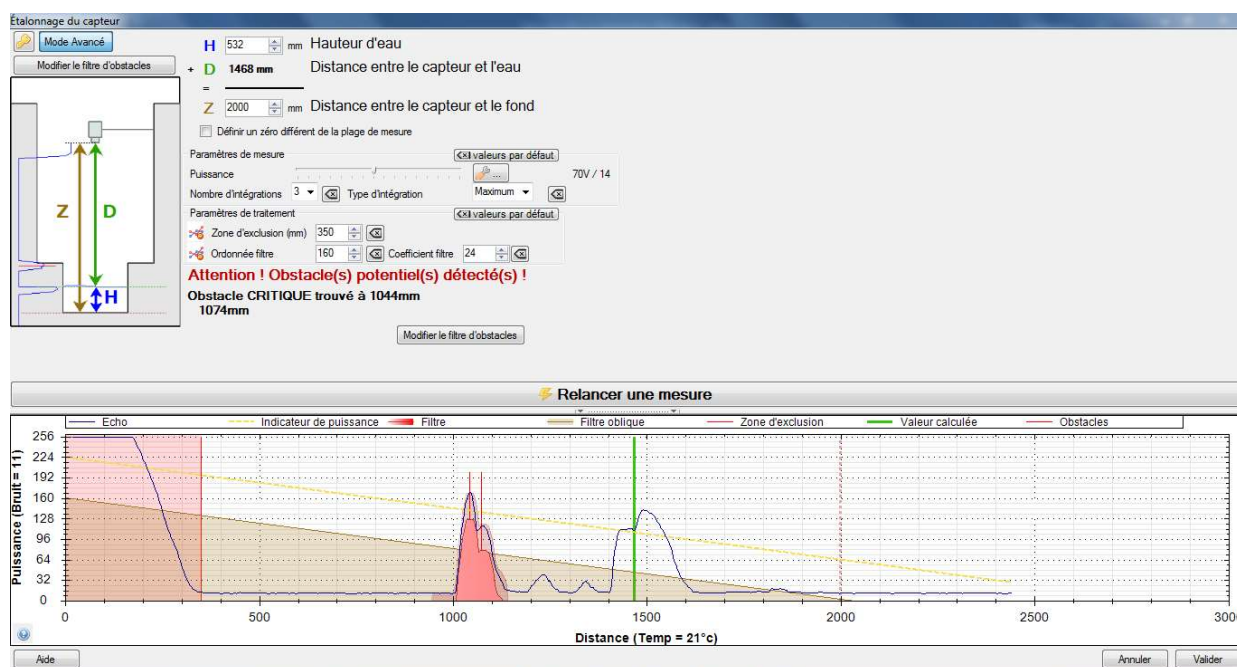 Étalonnage du capteur
Mode Avancé
Modifier le filtre d'obstacles
H 532 mm Hauteur d'eau
+ D 1468 mm Distance entre le capteur et l'eau
=
Z 2000 mm Distance entre le capteur et le fond
Définir un zéro différent de la plage de mesure
Z D
H
Paramètres de mesure valeurs par défaut
Puissance ... 70V / 14
Nombre d'intégrations 3 Type d'intégration Maximum
Paramètres de traitement valeurs par défaut
Zone d'exclusion (mm) 350
Ordonnée filtre 160 Coefficient filtre 24
Attention ! Obstacle(s) potentiel(s) détecté(s) !
Obstacle CRITIQUE trouvé à 1044mm
1074mm
Modifier le filtre d'obstacles
Relancer une mesure
Echo Indicateur de puissance Filtre Filtre oblique Zone d'exclusion Valeur calculée Obstacles
Puissance (Bruit = 11)
256
224
192
160
128
96
64
32
0
0 500 1000 1500 2000 2500 3000
Distance (Temp = 21°c)
Aide Annuler Valider